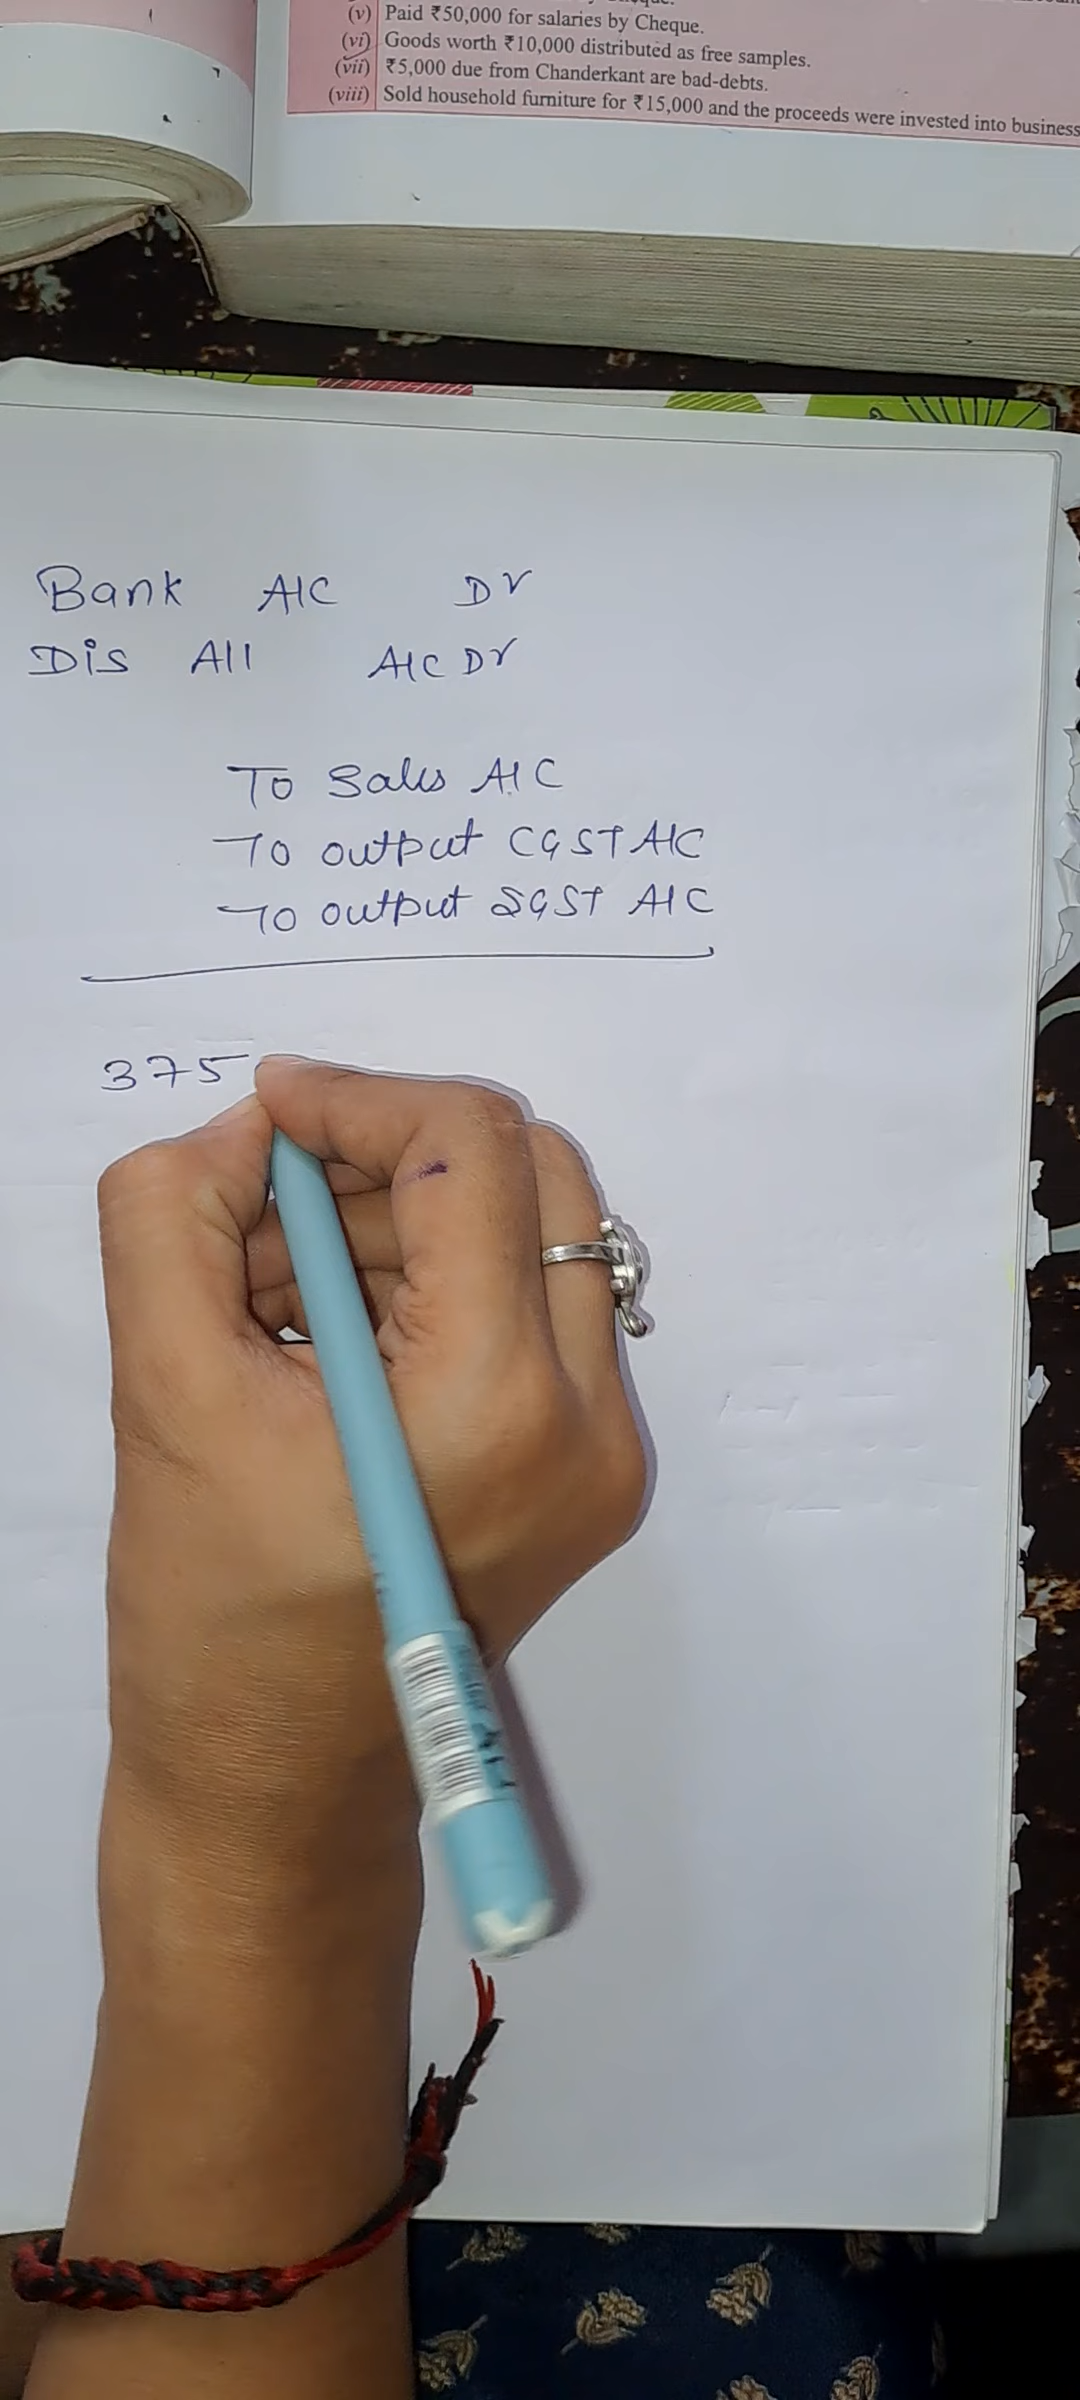 (v) Paid ₹50,000 for salaries by Cheque.
(vi) Goods worth ₹10,000 distributed as free samples.
(vii) ₹5,000 due from Chanderkant are bad-debts.
(viii) Sold household furniture for ₹15,000 and the proceeds were invested into business
Bank A/C Dr
Dis All A/C Dr
To Sales A/C
To output CGST A/C
To output SGST A/C
375